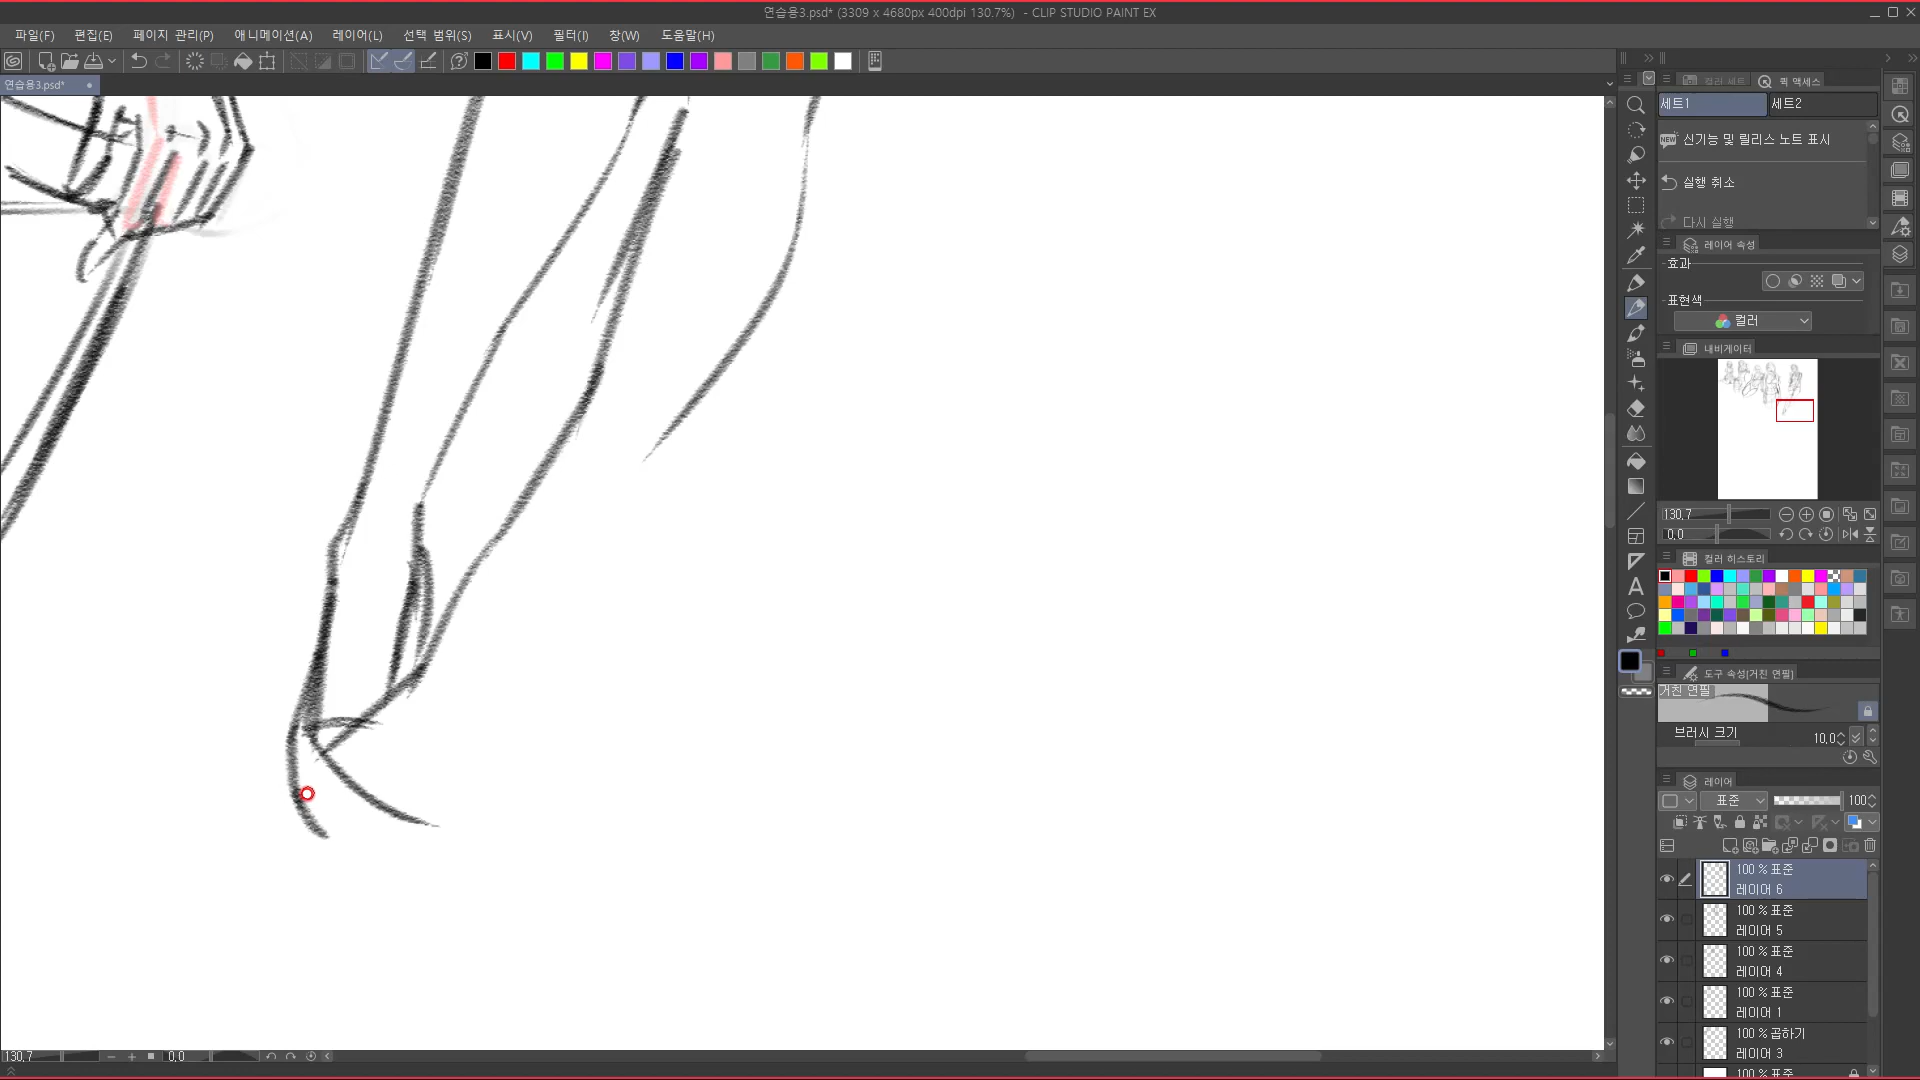 연습용3.psd* (3309 x 4680px 400dpi 130.7%) - CLIP STUDIO PAINT EX
파일(F) 편집(E) 페이지 관리(P) 애니메이션(A) 레이어(L) 선택 범위(S) 표시(V) 필터(I) 창(W) 도움말(H)
연습용3.psd*
컬러 세트 퀵 액세스
세트1 세트2
신기능 및 릴리스 노트 표시
실행 취소
다시 실행
레이어 속성
효과
표현색
컬러
내비게이터
130.7
0.0
컬러 히스토리
도구 속성[거친 연필]
거친 연필
브러시 크기 10.0
레이어
표준 100
100 % 표준
레이어 6
100 % 표준
레이어 5
100 % 표준
레이어 4
100 % 표준
레이어 1
100 % 곱하기
레이어 3
100 % 표준
130.7 0.0